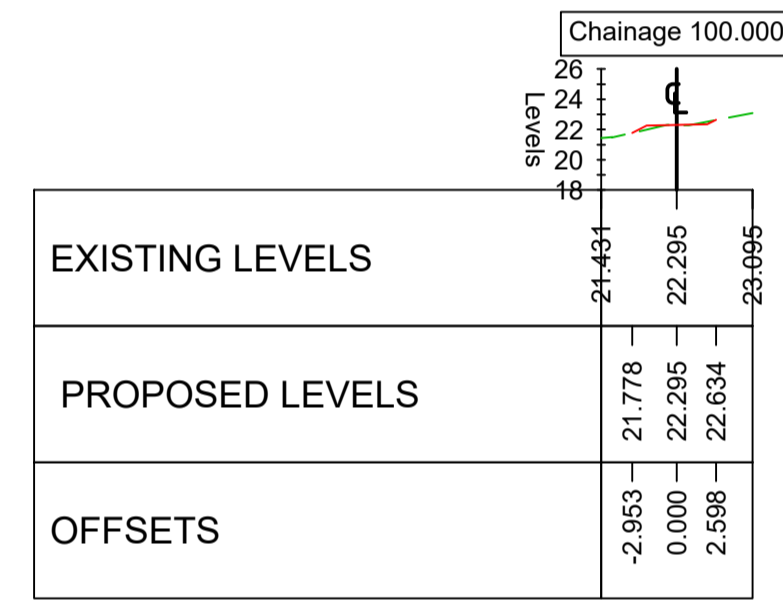 Chainage 100.000
26
24
22
20
18
Levels
CL
EXISTING LEVELS 21.431 22.295 23.095
PROPOSED LEVELS 21.778 22.295 22.634
OFFSETS -2.953 0.000 2.598